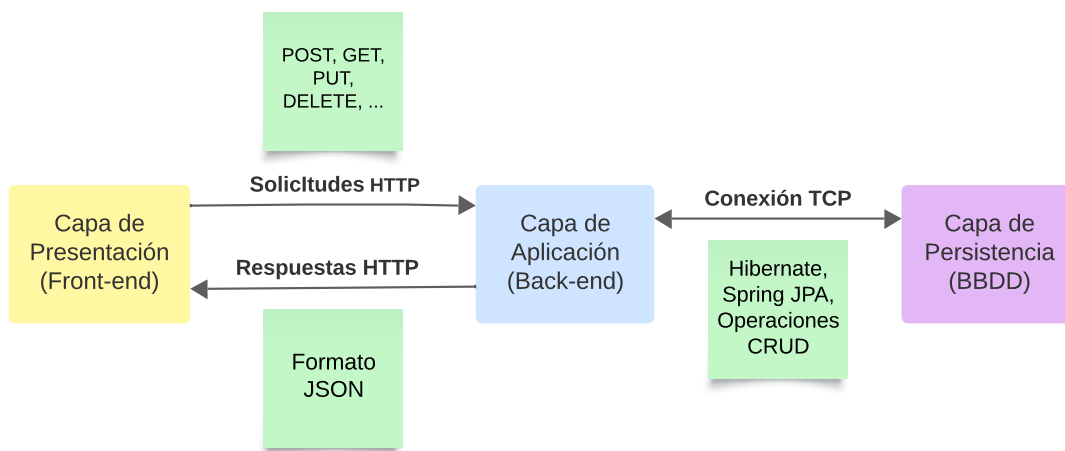 POST, GET,
PUT,
DELETE, ...
SolicItudes HTTP
Capa de
Presentación
(Front-end)
Respuestas HTTP
Formato
JSON
Capa de
Aplicación
(Back-end)
Conexión TCP
Hibernate,
Spring JPA,
Operaciones
CRUD
Capa de
Persistencia
(BBDD)